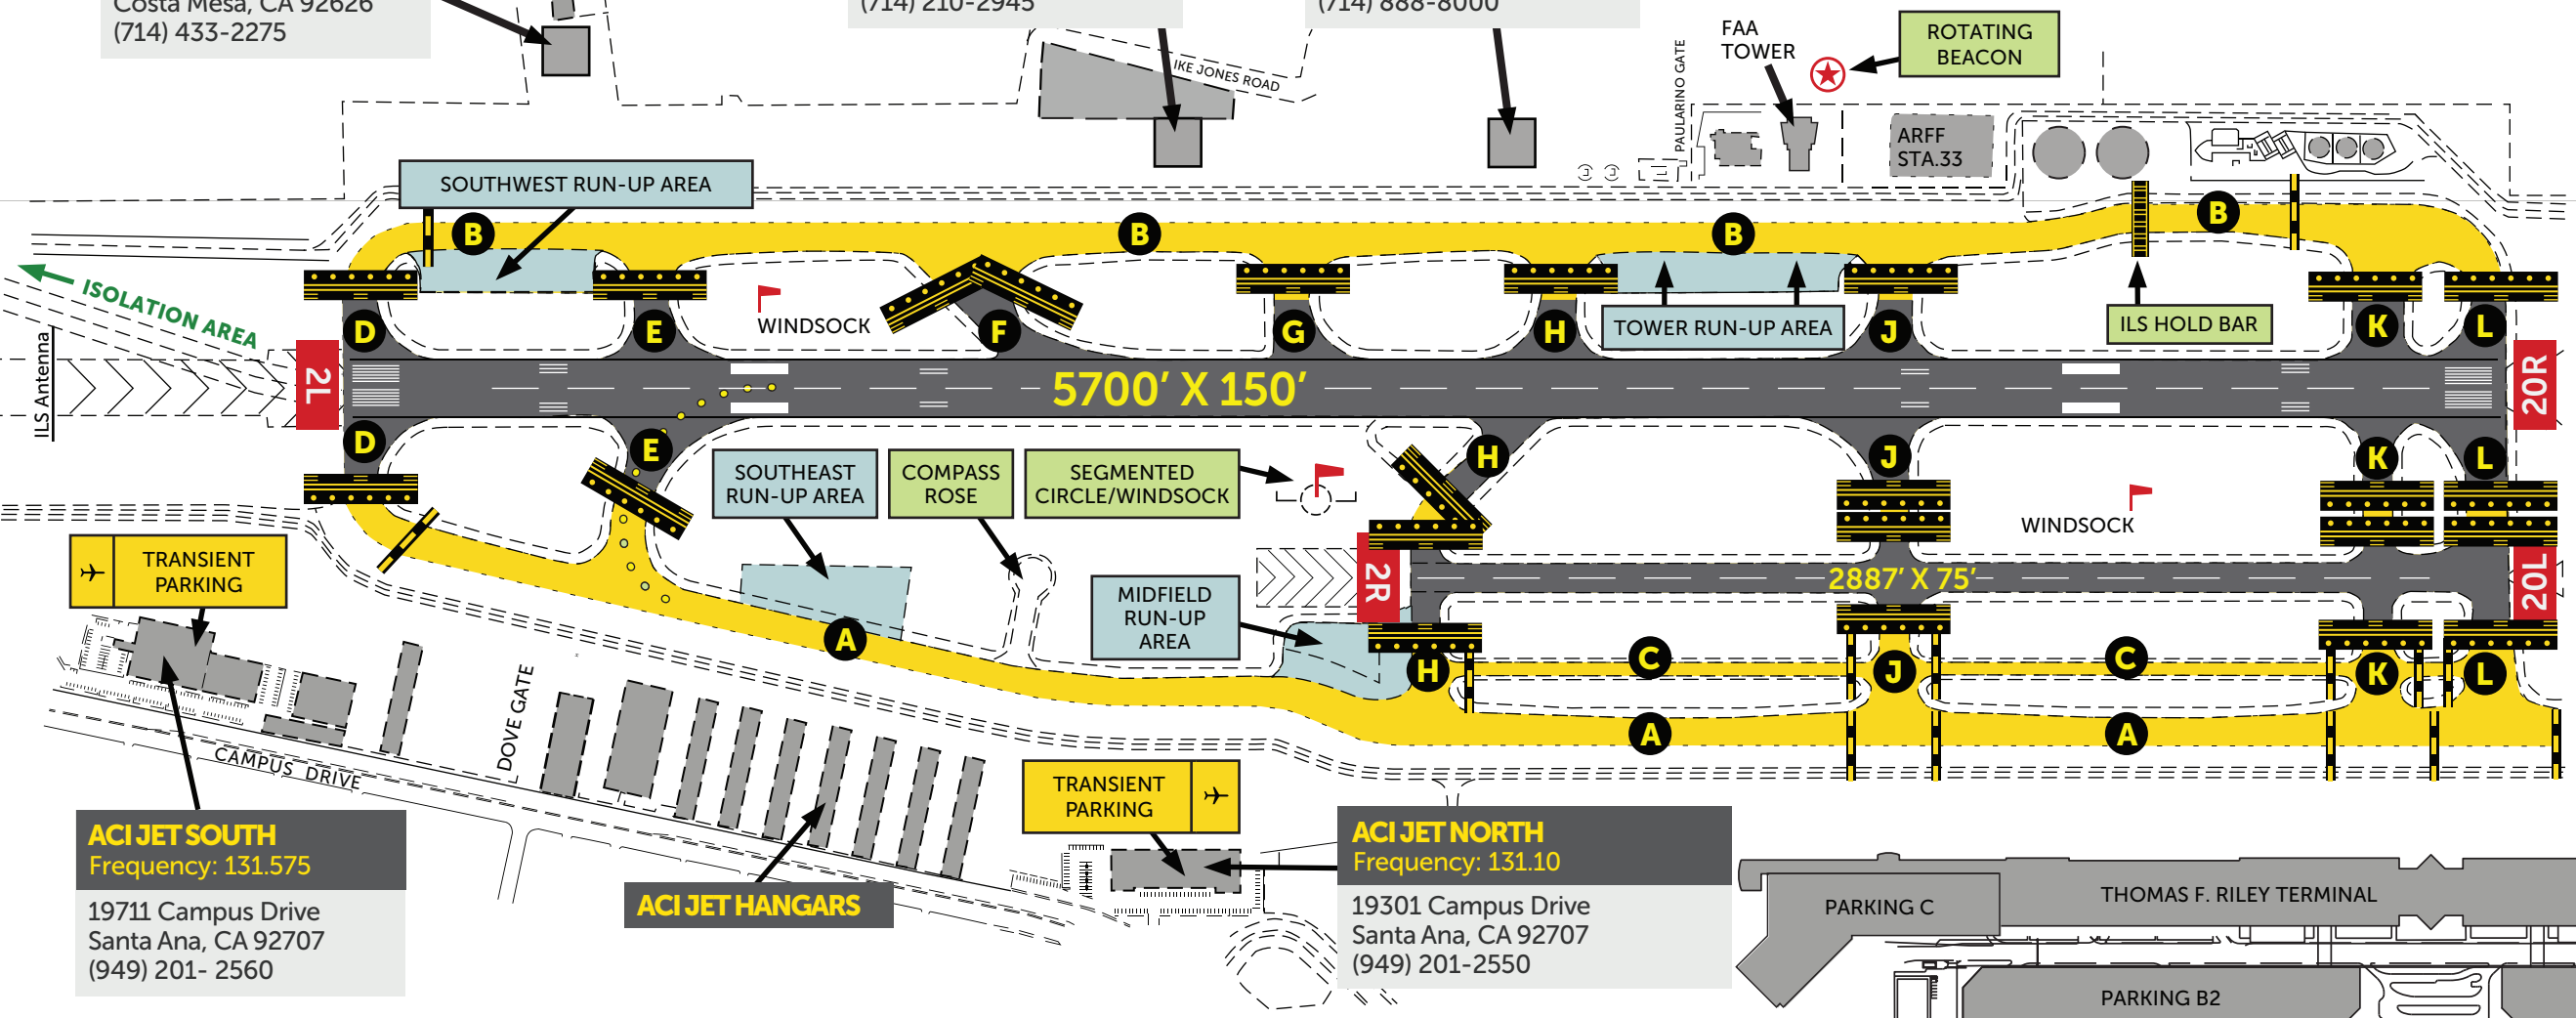 Costa Mesa, CA 92626
(714) 433-2275
(714) 210-2945
(714) 888-8000
FAA
TOWER
ROTATING
BEACON
PAULARINO GATE
IKE JONES ROAD
ARFF
STA.33
SOUTHWEST RUN-UP AREA
B
B
B
B
ISOLATION AREA
WINDSOCK
TOWER RUN-UP AREA
ILS HOLD BAR
D
E
F
G
H
J
K
L
ILS Antenna
2L
5700' X 150'
20R
D
E
H
J
K
L
SOUTHEAST
RUN-UP AREA
COMPASS
ROSE
SEGMENTED
CIRCLE/WINDSOCK
WINDSOCK
TRANSIENT
PARKING
2R
2887' X 75'
20L
MIDFIELD
RUN-UP
AREA
A
H
C
J
C
K
L
A
A
DOVE GATE
CAMPUS DRIVE
TRANSIENT
PARKING
ACI JET SOUTH
Frequency: 131.575
19711 Campus Drive
Santa Ana, CA 92707
(949) 201- 2560
ACI JET HANGARS
ACI JET NORTH
Frequency: 131.10
19301 Campus Drive
Santa Ana, CA 92707
(949) 201-2550
PARKING C
THOMAS F. RILEY TERMINAL
PARKING B2